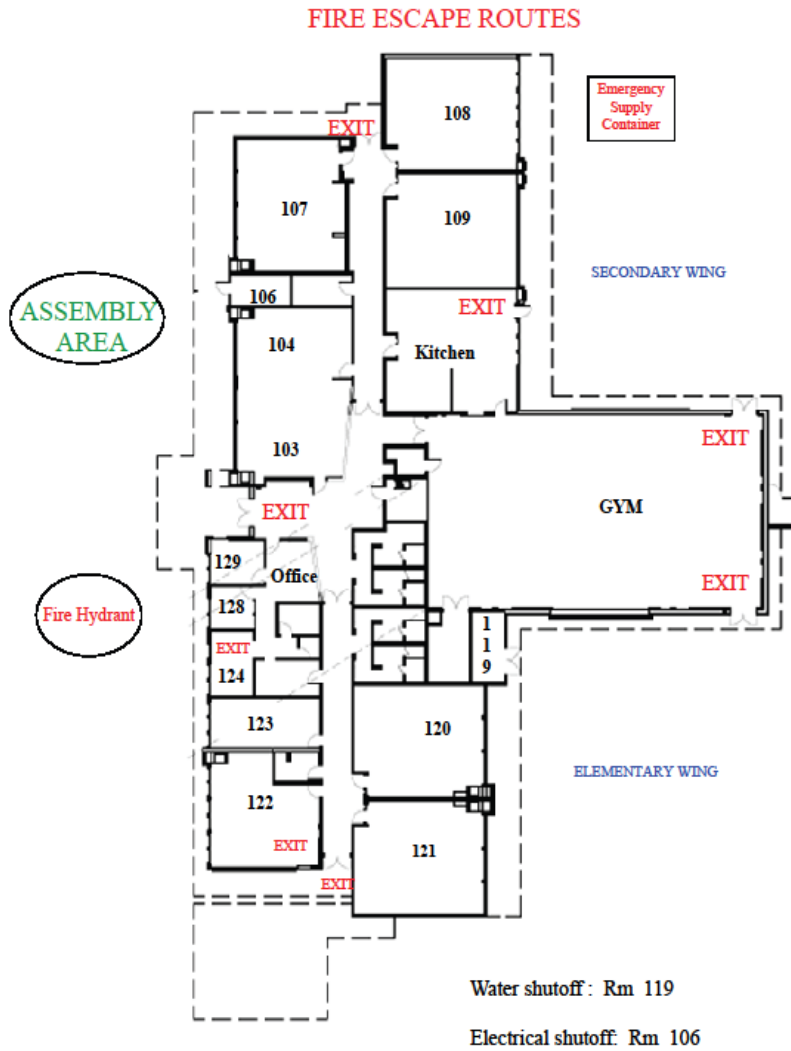 FIRE ESCAPE ROUTES
Emergency
Supply
Container
108
EXIT
107
109
SECONDARY WING
106
EXIT
ASSEMBLY
AREA
104
Kitchen
EXIT
103
GYM
EXIT
129
Office
EXIT
128
Fire Hydrant
1
1
9
EXIT
124
123
120
ELEMENTARY WING
122
EXIT
121
EXIT
Water shutoff : Rm 119
Electrical shutoff: Rm 106